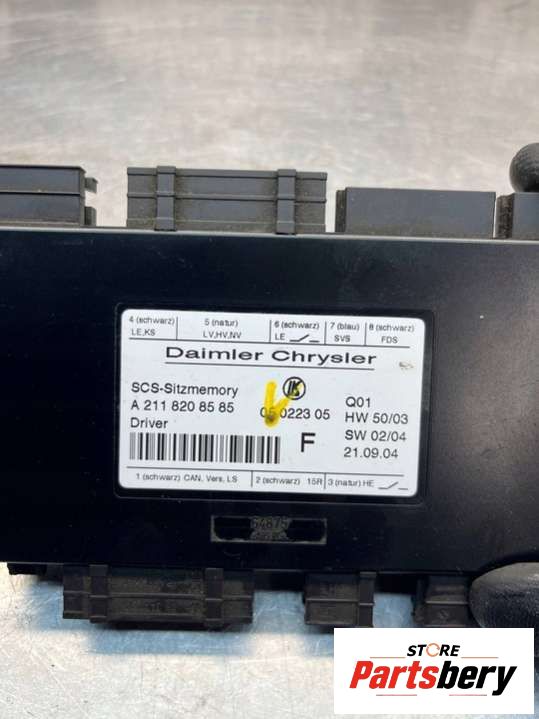 4 (schwarz) 5 (natur) 6 (schwarz) 7 (blau) 8 (schwarz)
LE,KS LV,HV,NV LE SVS FDS
Daimler Chrysler
SCS-Sitzmemory Q01
A 211 820 85 85 0223 05 HW 50/03
Driver F SW 02/04
21.09.04
1 (schwarz) CAN, Vers, LS 2 (schwarz) 15R 3 (natur) HE
STORE
Partsbery